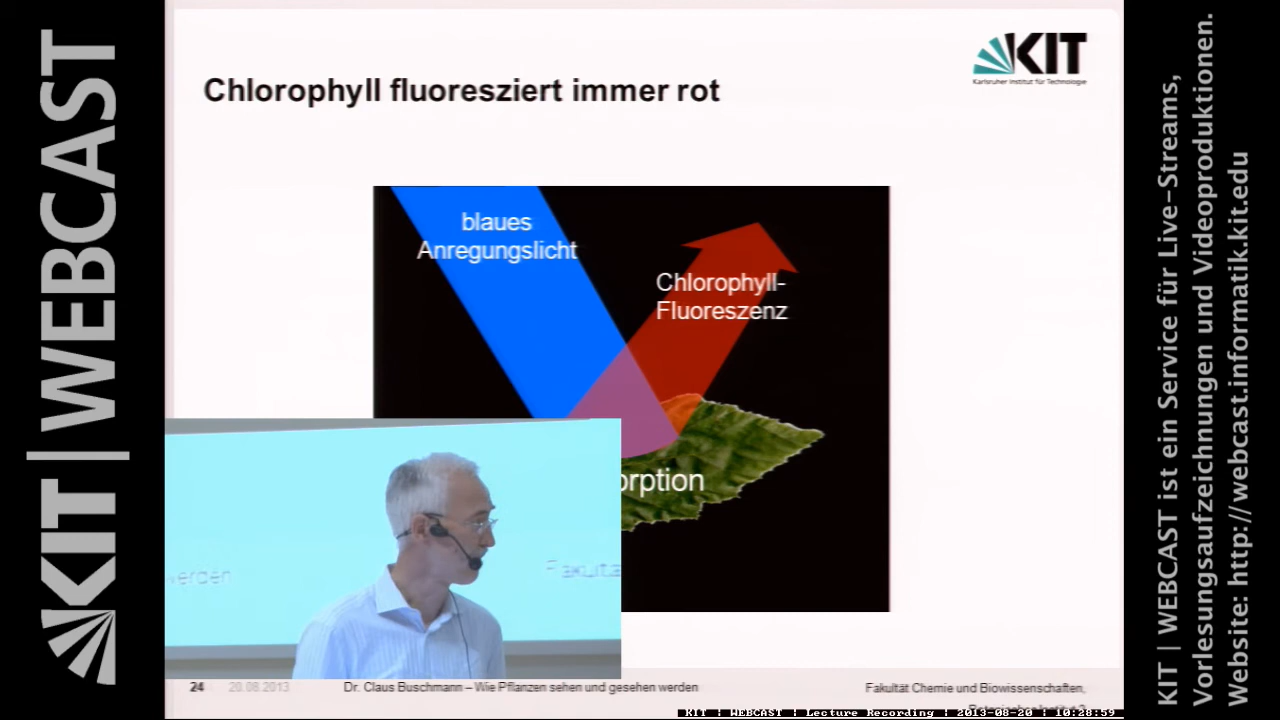 KIT | WEBCAST
Chlorophyll fluoresziert immer rot
KIT
Karlsruher Institut für Technologie
blaues
Anregungslicht
Chlorophyll-
Fluoreszenz
orption
werden
Fakultä
24
20.08.2013
Dr. Claus Buschmann – Wie Pflanzen sehen und gesehen werden
Fakultät Chemie und Biowissenschaften,
KIT : WEBCAST : Lecture Recording : 2013-08-20 : 10:28:59
KIT | WEBCAST ist ein Service für Live-Streams,
Vorlesungsaufzeichnungen und Videoproduktionen.
Website: http://webcast.informatik.kit.edu